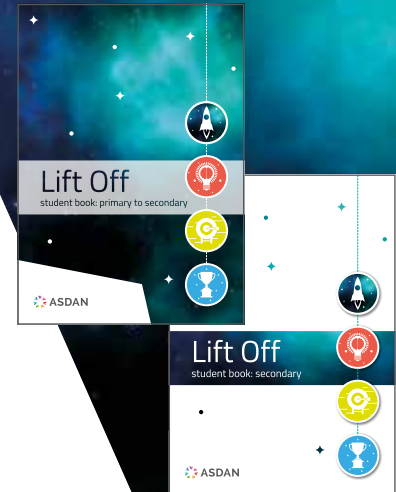 Lift Off
student book: primary to secondary
ASDAN
Lift Off
student book: secondary
ASDAN